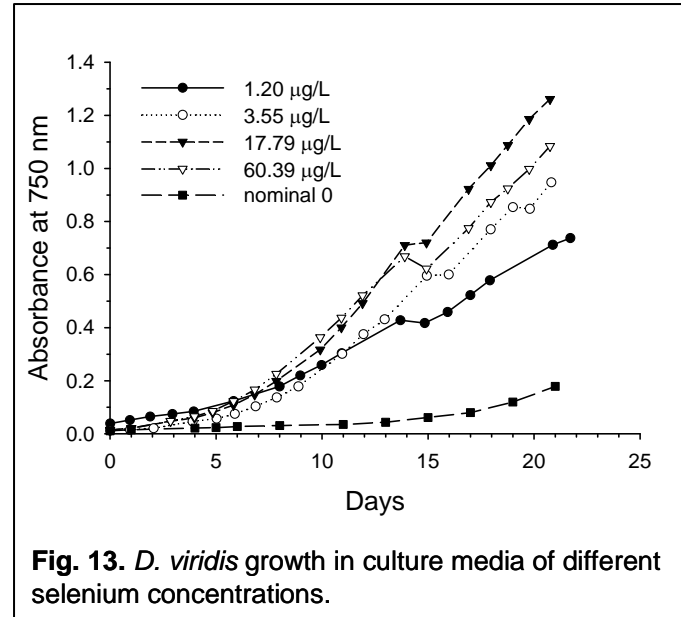 1.4
1.2
1.0
0.8
0.6
0.4
0.2
0.0
Absorbance at 750 nm
1.20 μg/L
3.55 μg/L
17.79 μg/L
60.39 μg/L
nominal 0
0 5 10 15 20 25
Days
Fig. 13. D. viridis growth in culture media of different
selenium concentrations.